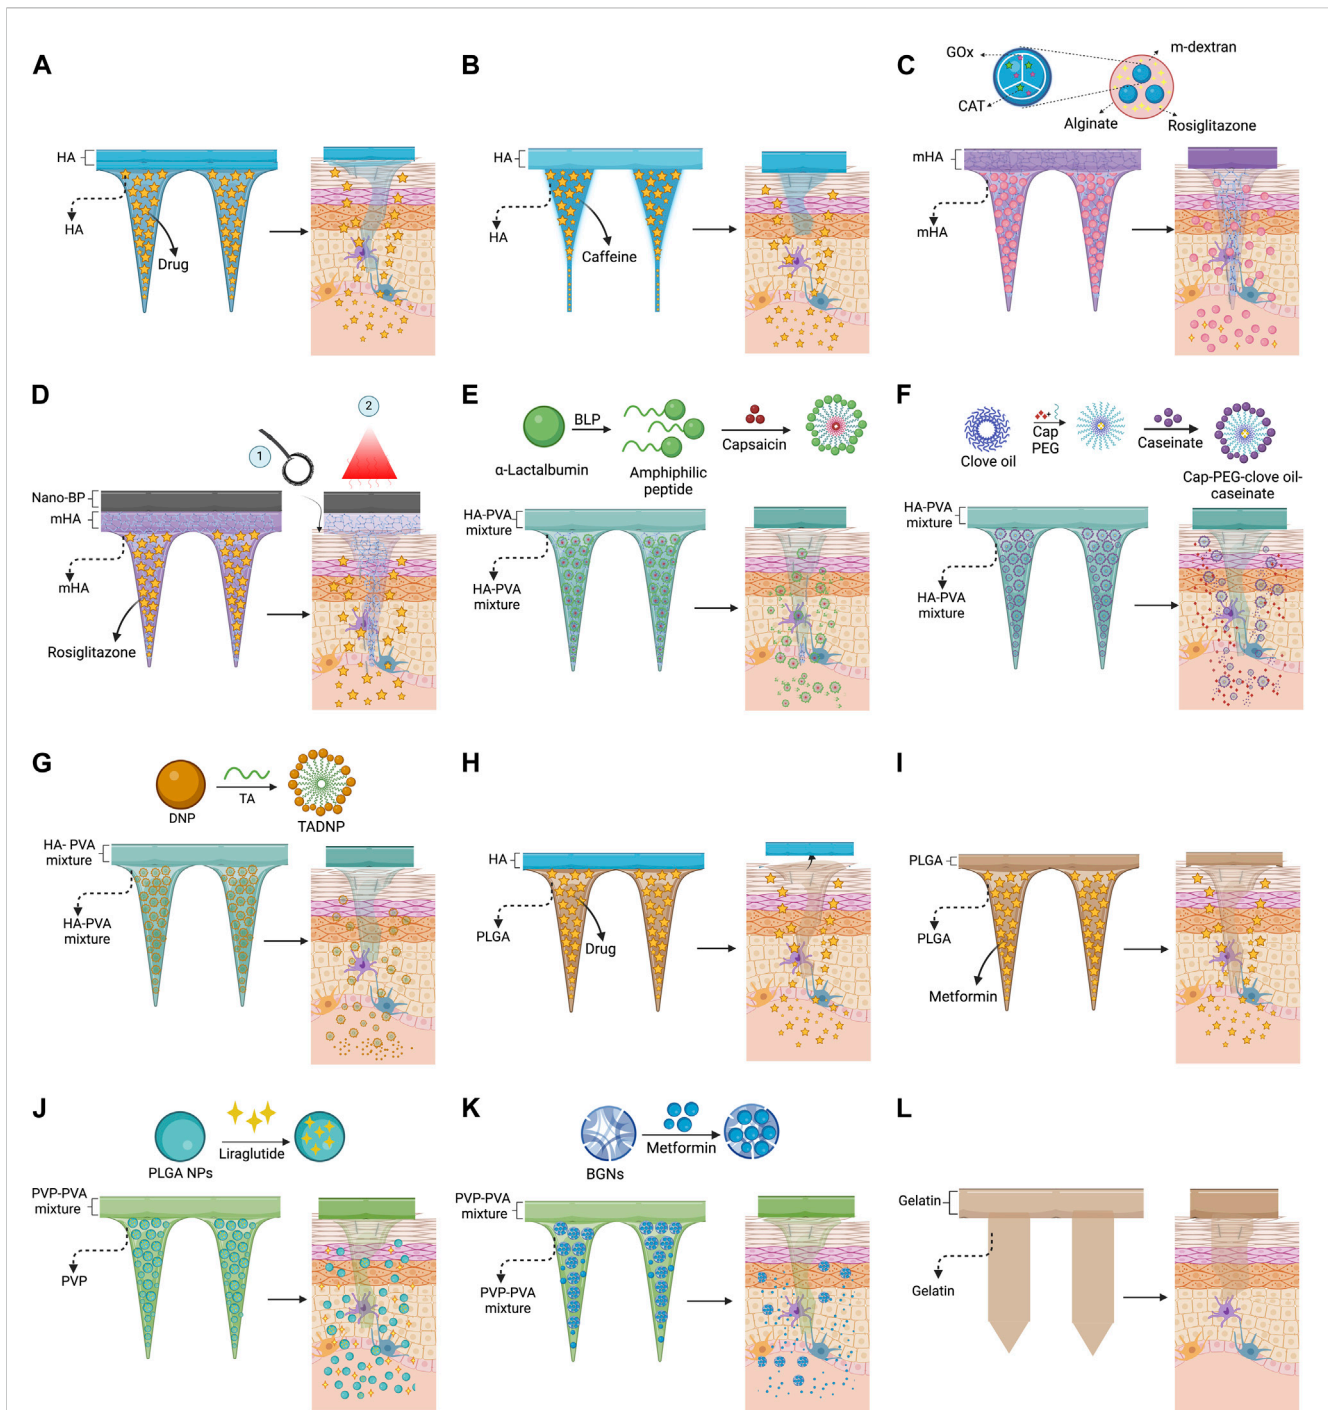 A
HA
HA
Drug
B
HA
HA
Caffeine
C
GOx
CAT
m-dextran
Alginate
Rosiglitazone
mHA
mHA
D
1
2
Nano-BP
mHA
mHA
Rosiglitazone
E
BLP
α-Lactalbumin
Amphiphilic
peptide
Capsaicin
HA-PVA
mixture
HA-PVA
mixture
F
Clove oil
Cap
PEG
Caseinate
Cap-PEG-clove oil-
caseinate
HA-PVA
mixture
HA-PVA
mixture
G
DNP
TA
TADNP
HA- PVA
mixture
HA-PVA
mixture
H
HA
PLGA
Drug
I
PLGA
PLGA
Metformin
J
PLGA NPs
Liraglutide
PVP-PVA
mixture
PVP
K
BGNs
Metformin
PVP-PVA
mixture
PVP-PVA
mixture
L
Gelatin
Gelatin